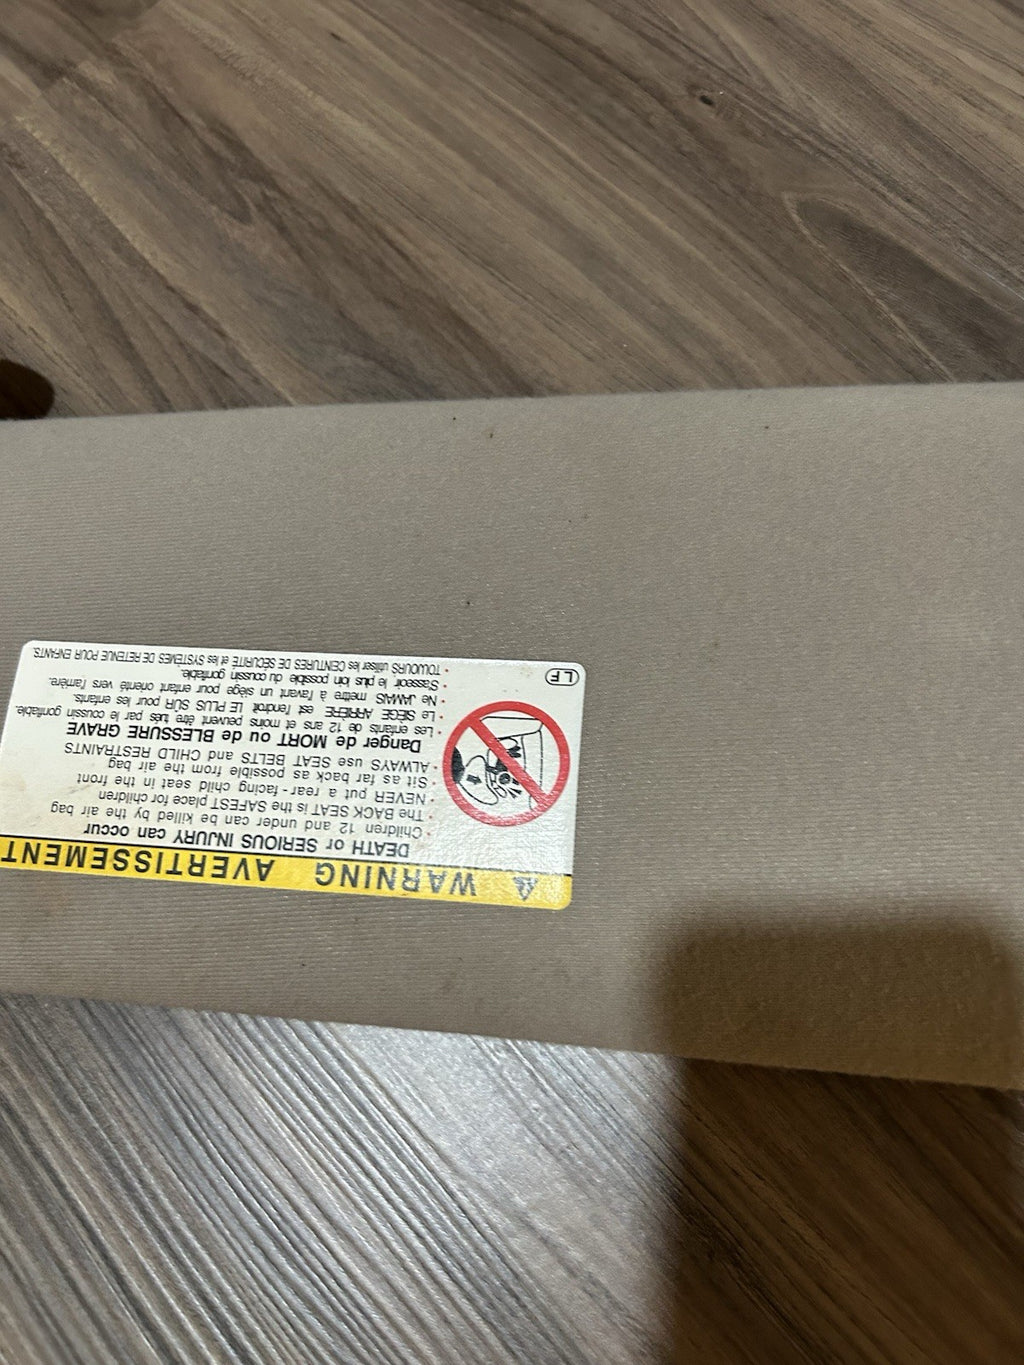 WARNING AVERTISSEMENT
DEATH or SERIOUS INJURY can occur
• Children 12 and under can be killed by the air bag
• The BACK SEAT is the SAFEST place for children
• NEVER put a rear-facing child seat in the front
• Sit as far back as possible from the air bag
• ALWAYS use SEAT BELTS and CHILD RESTRAINTS
Danger de MORT ou de BLESSURE GRAVE
• Les enfants de 12 ans et moins peuvent être tués par le coussin gonflable.
• Le SIÈGE ARRIÈRE est l'endroit LE PLUS SÛR pour les enfants.
• Ne JAMAIS mettre à l'avant un siège pour enfant orienté vers l'arrière.
• S'asseoir le plus loin possible du coussin gonflable.
• TOUJOURS utiliser les CEINTURES DE SÉCURITÉ et les SYSTÈMES DE RETENUE POUR ENFANTS.
LF